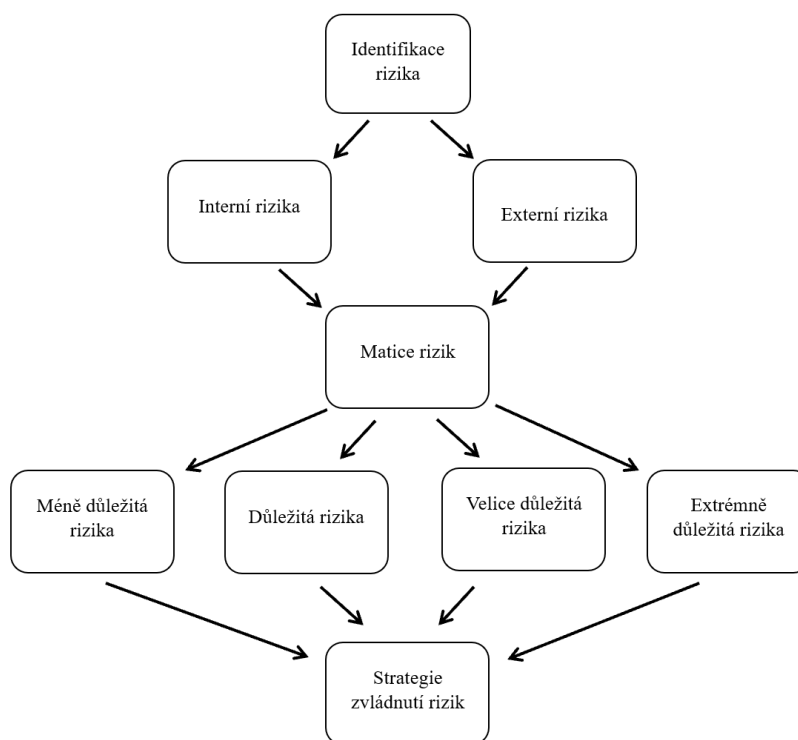 Identifikace
rizika
Interní rizika
Externí rizika
Matice rizik
Méně důležitá
rizika
Důležitá rizika
Velice důležitá
rizika
Extrémně
důležitá rizika
Strategie
zvládnutí rizik